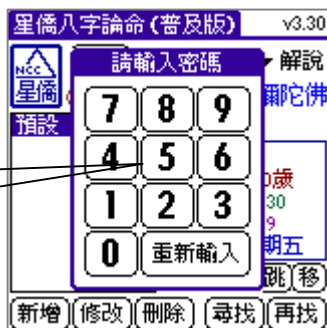 星僑八字論命(普及版) v3.30
NCC
星僑
請輸入密碼
解說
彌陀佛
預設
7 8 9
4 5 6
1 2 3
0 重新輸入
歲
30
9
期五
跳 移
新增 修改 刪除 尋找 再找